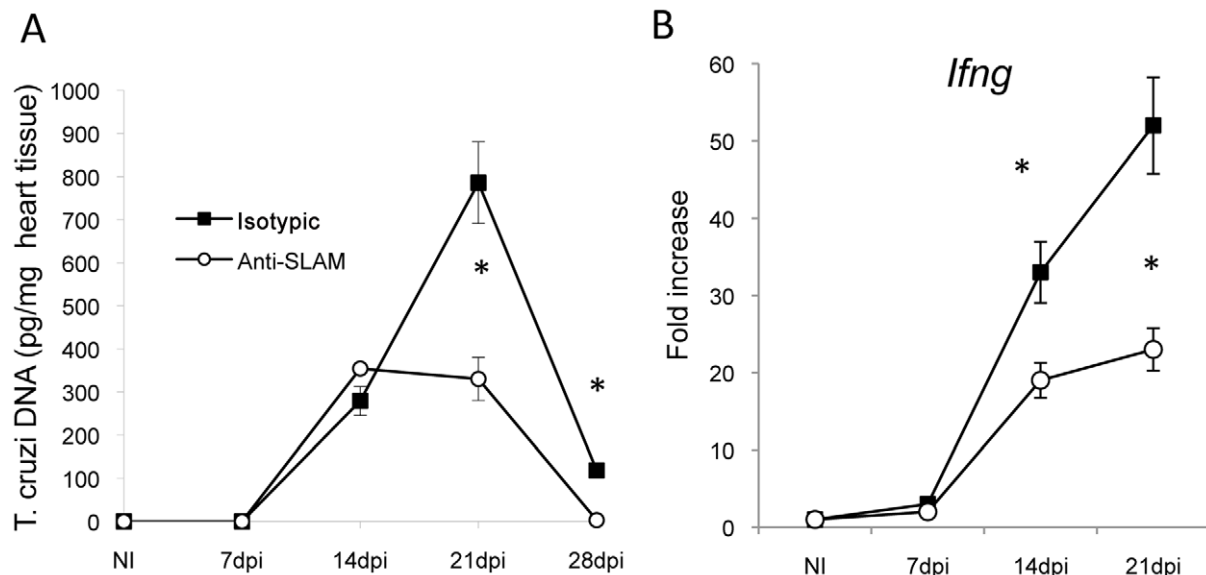 A
T. cruzi DNA (pg/mg heart tissue)
1000
900
800
700
600
500
400
300
200
100
0
Isotypic
Anti-SLAM
*
*
NI 7dpi 14dpi 21dpi 28dpi
B
Ifng
Fold increase
60
50
40
30
20
10
0
*
*
NI 7dpi 14dpi 21dpi